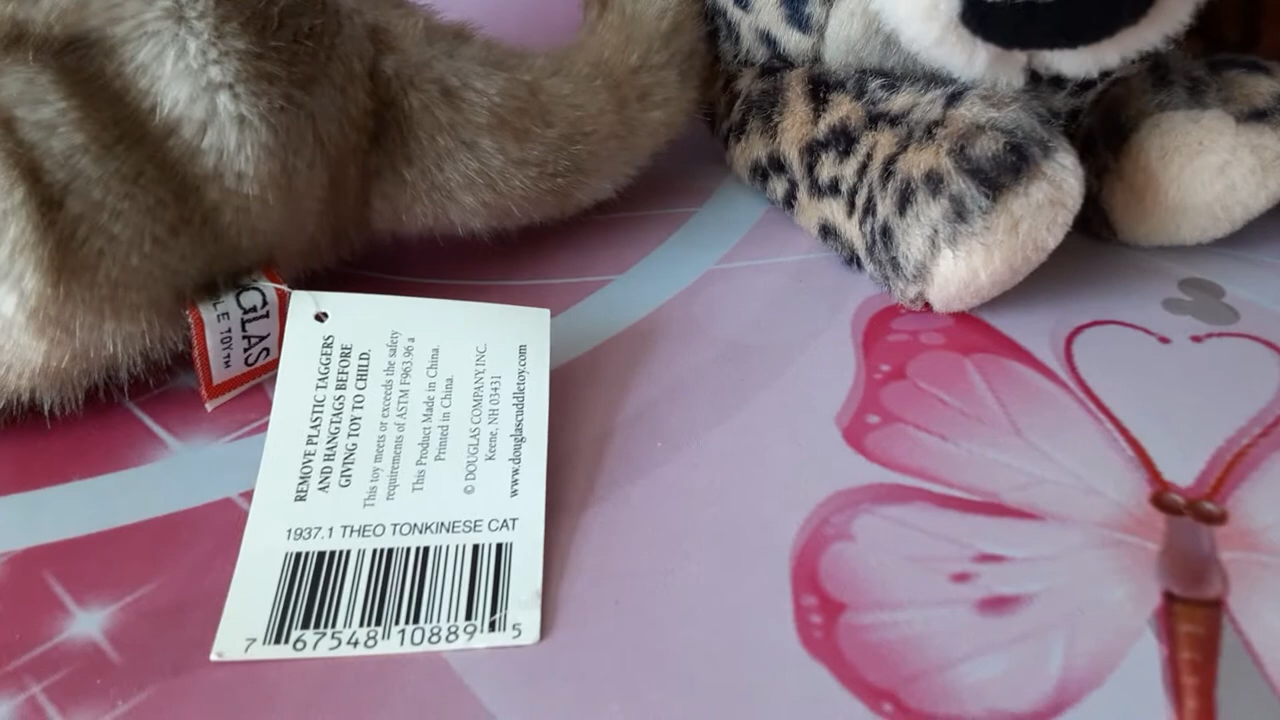 GLAS
LE TOY™
REMOVE PLASTIC TAGGERS
AND HANGTAGS BEFORE
GIVING TOY TO CHILD.
This toy meets or exceeds the safety
requirements of ASTM F963.96 a
This Product Made in China.
Printed in China.
© DOUGLAS COMPANY,INC.
Keene, NH 03431
www.douglascuddletoy.com
1937.1 THEO TONKINESE CAT
7 67548 10889 5